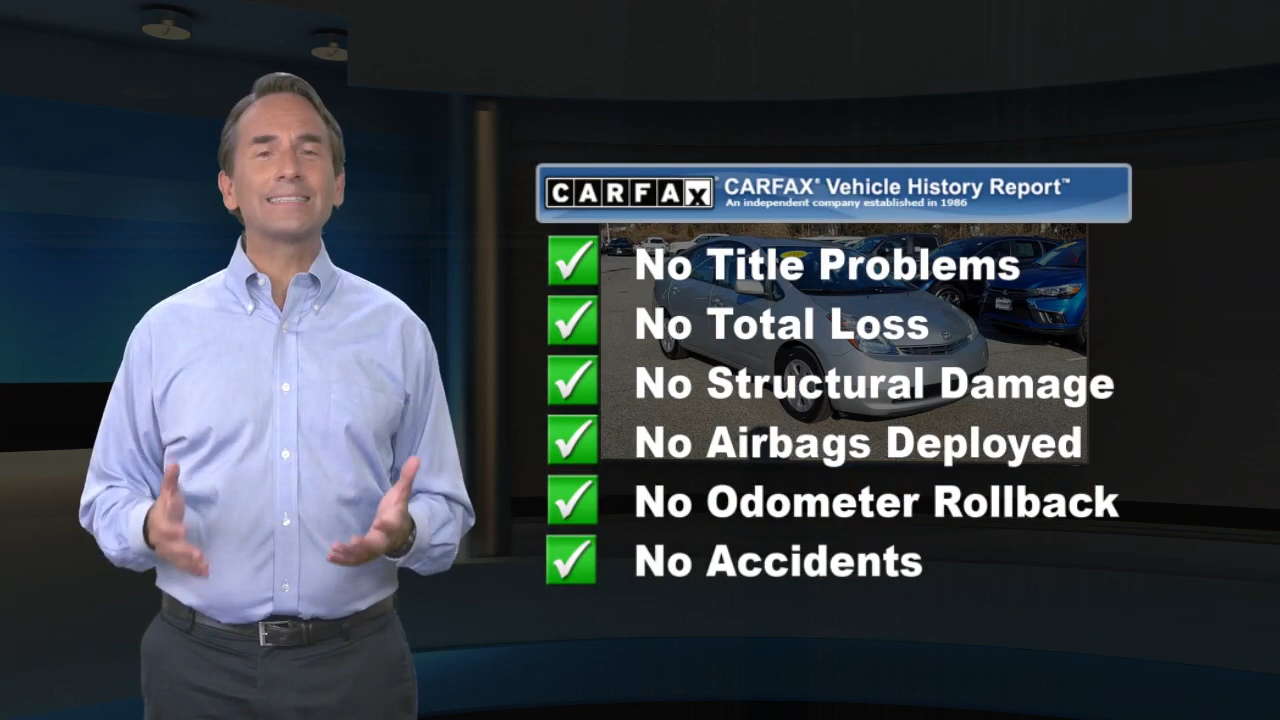 CARFAX® CARFAX® Vehicle History Report™
An independent company established in 1986
No Title Problems
No Total Loss
No Structural Damage
No Airbags Deployed
No Odometer Rollback
No Accidents